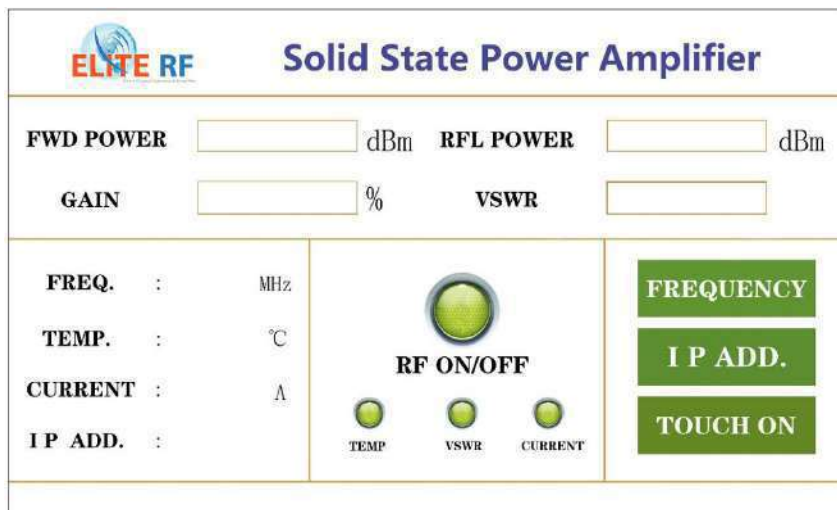 ELiTE RF
Solid State Power Amplifier
FWD POWER dBm RFL POWER dBm
GAIN % VSWR
FREQ. : MHz
TEMP. : ℃
CURRENT : A
I P ADD. :
RF ON/OFF
TEMP VSWR CURRENT
FREQUENCY
I P ADD.
TOUCH ON